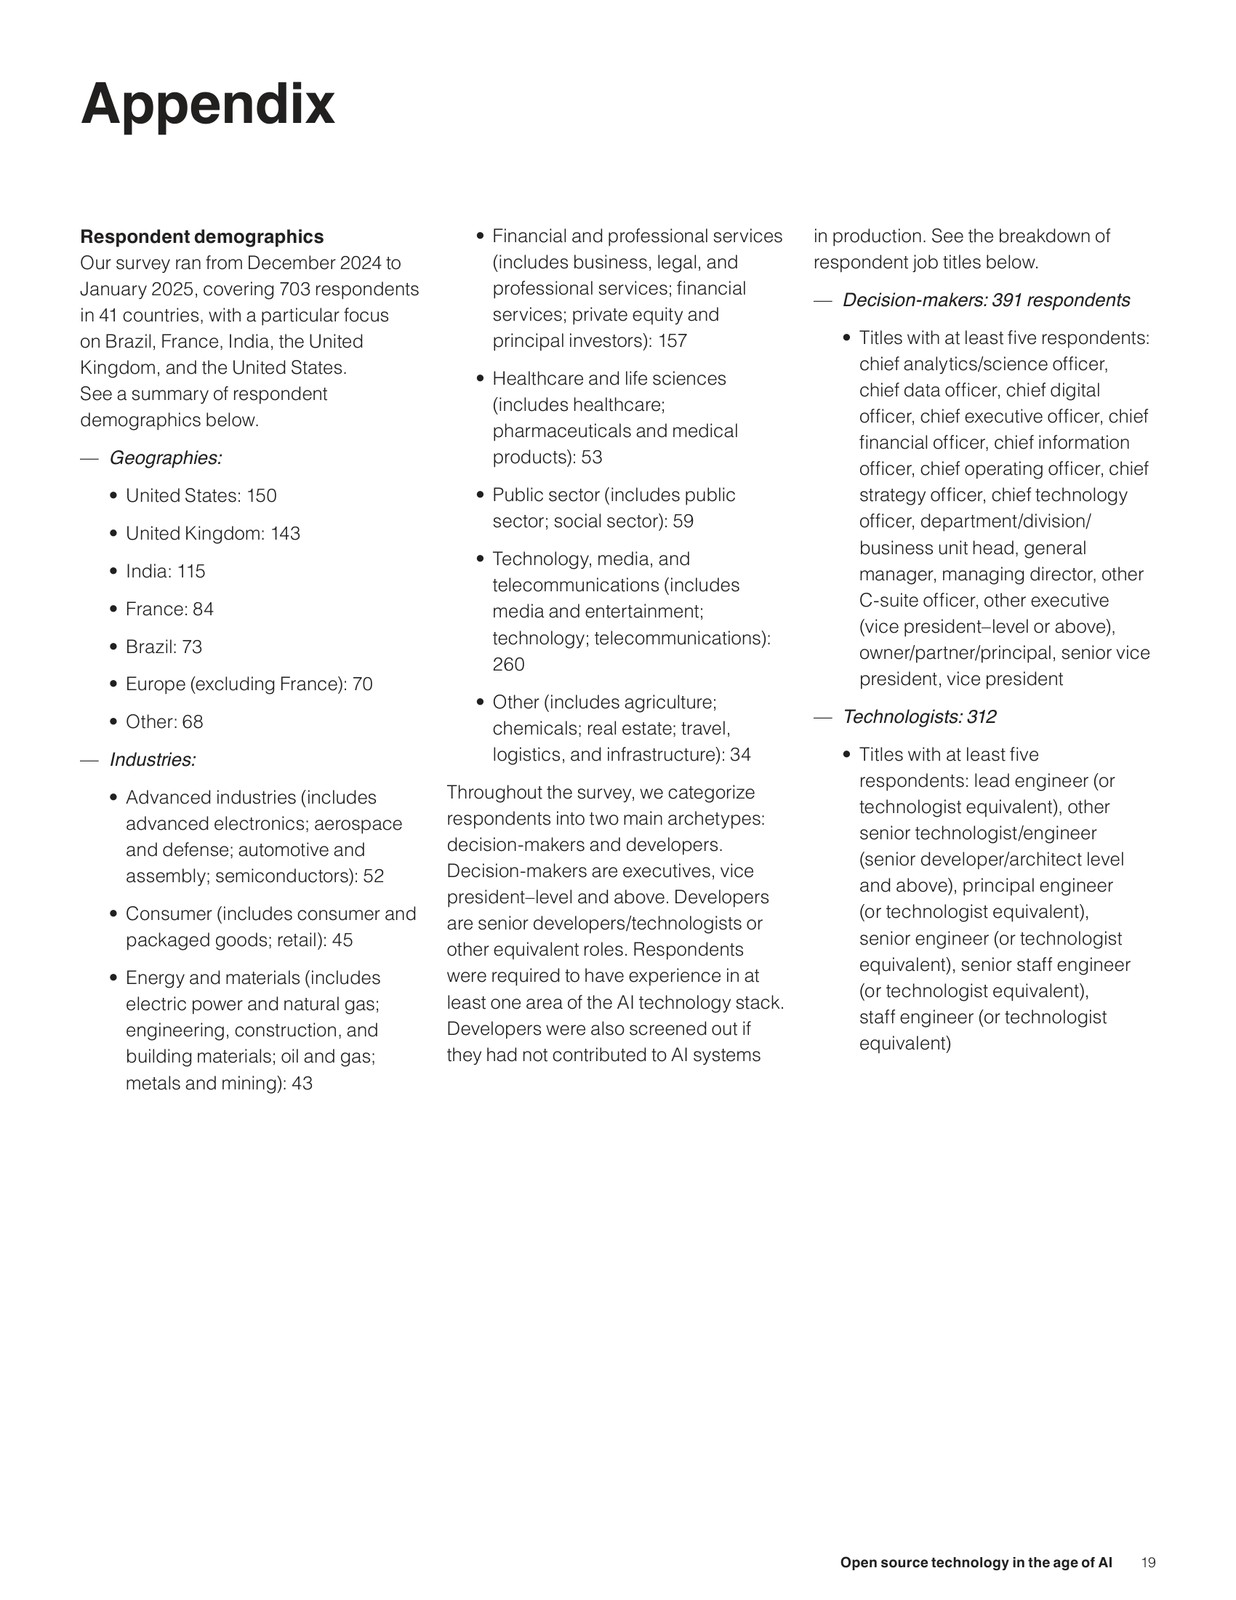 Appendix
Respondent demographics
Our survey ran from December 2024 to
January 2025, covering 703 respondents
in 41 countries, with a particular focus
on Brazil, France, India, the United
Kingdom, and the United States.
See a summary of respondent
demographics below.
— Geographies:
• United States: 150
• United Kingdom: 143
• India: 115
• France: 84
• Brazil: 73
• Europe (excluding France): 70
• Other: 68
— Industries:
• Advanced industries (includes
advanced electronics; aerospace
and defense; automotive and
assembly; semiconductors): 52
• Consumer (includes consumer and
packaged goods; retail): 45
• Energy and materials (includes
electric power and natural gas;
engineering, construction, and
building materials; oil and gas;
metals and mining): 43
• Financial and professional services
(includes business, legal, and
professional services; financial
services; private equity and
principal investors): 157
• Healthcare and life sciences
(includes healthcare;
pharmaceuticals and medical
products): 53
• Public sector (includes public
sector; social sector): 59
• Technology, media, and
telecommunications (includes
media and entertainment;
technology; telecommunications):
260
• Other (includes agriculture;
chemicals; real estate; travel,
logistics, and infrastructure): 34
Throughout the survey, we categorize
respondents into two main archetypes:
decision-makers and developers.
Decision-makers are executives, vice
president–level and above. Developers
are senior developers/technologists or
other equivalent roles. Respondents
were required to have experience in at
least one area of the AI technology stack.
Developers were also screened out if
they had not contributed to AI systems
in production. See the breakdown of
respondent job titles below.
— Decision-makers: 391 respondents
• Titles with at least five respondents:
chief analytics/science officer,
chief data officer, chief digital
officer, chief executive officer, chief
financial officer, chief information
officer, chief operating officer, chief
strategy officer, chief technology
officer, department/division/
business unit head, general
manager, managing director, other
C-suite officer, other executive
(vice president–level or above),
owner/partner/principal, senior vice
president, vice president
— Technologists: 312
• Titles with at least five
respondents: lead engineer (or
technologist equivalent), other
senior technologist/engineer
(senior developer/architect level
and above), principal engineer
(or technologist equivalent),
senior engineer (or technologist
equivalent), senior staff engineer
(or technologist equivalent),
staff engineer (or technologist
equivalent)
Open source technology in the age of AI 19